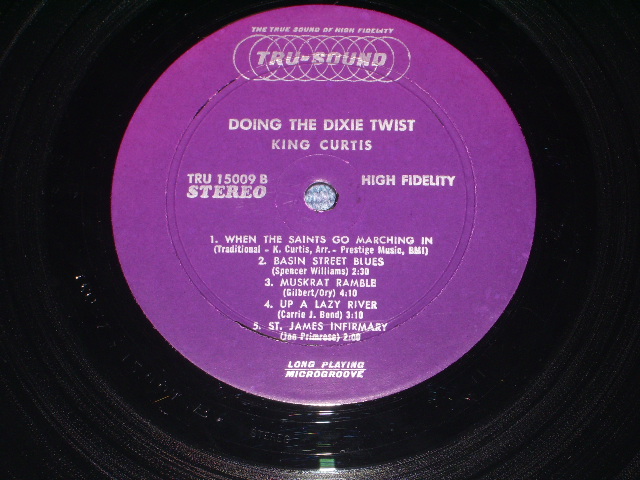 THE TRUE SOUND OF HIGH FIDELITY
TRU-SOUND
DOING THE DIXIE TWIST
KING CURTIS
TRU 15009 B
STEREO
HIGH FIDELITY
1. WHEN THE SAINTS GO MARCHING IN
(Traditional - K. Curtis, Arr. - Prestige Music, BMI)
2. BASIN STREET BLUES
(Spencer Williams) 2:30
3. MUSKRAT RAMBLE
(Gilbert/Ory) 4:10
4. UP A LAZY RIVER
(Carrie J. Bond) 3:10
5. ST. JAMES INFIRMARY
(Joe Primrose) 2:00
LONG PLAYING
MICROGROOVE